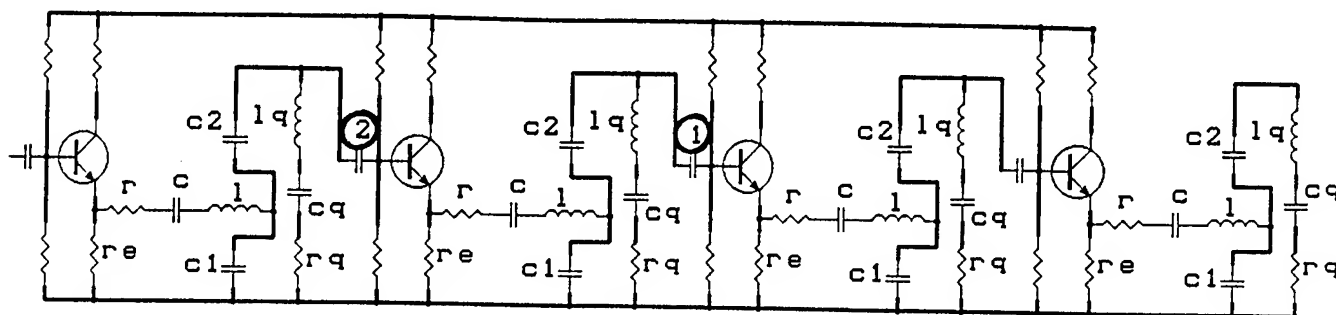 c2 lq 2 r c l cq re c1 rq
c2 lq 1 r c l cq re c1 rq
c2 lq r c l cq re c1 rq
c2 lq r c l cq re c1 rq